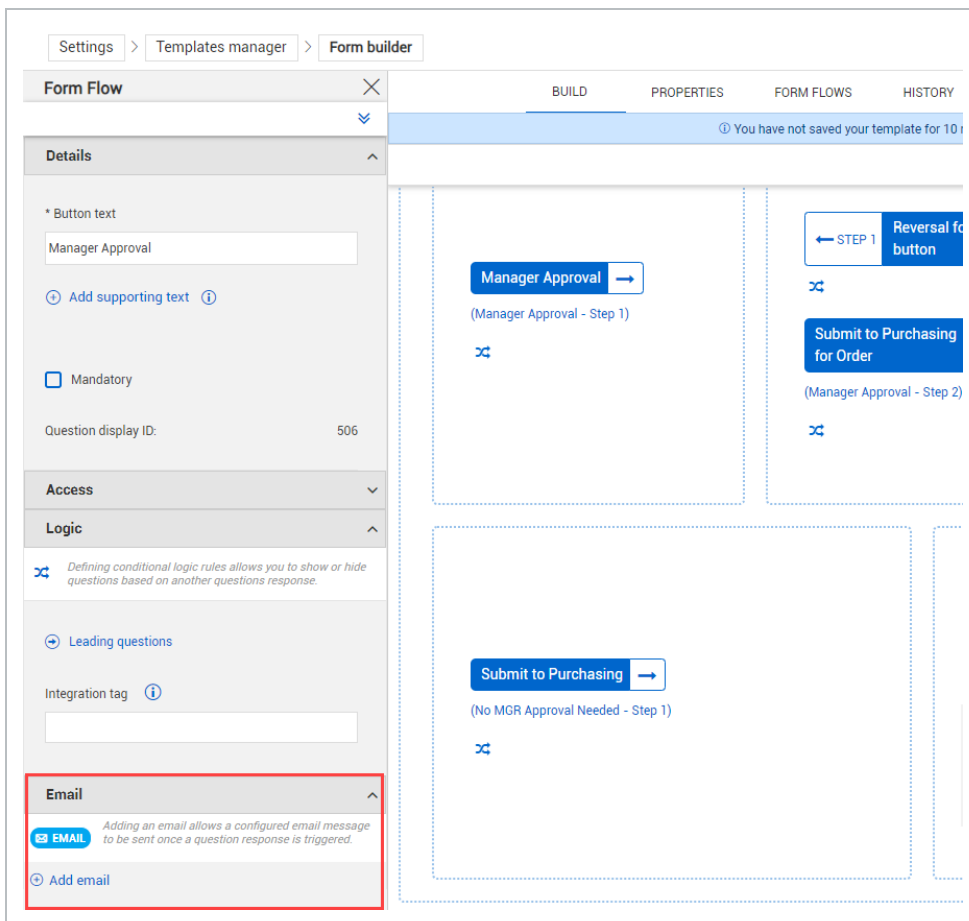 Settings > Templates manager > Form builder
Form Flow
BUILD PROPERTIES FORM FLOWS HISTORY
You have not saved your template for 10
Details
* Button text
Manager Approval
Add supporting text
Mandatory
Question display ID: 506
Access
Logic
Defining conditional logic rules allows you to show or hide
questions based on another questions response.
Leading questions
Integration tag
Email
EMAIL
Adding an email allows a configured email message
to be sent once a question response is triggered.
Add email
Manager Approval
(Manager Approval - Step 1)
STEP 1
Reversal
button
Submit to Purchasing
for Order
(Manager Approval - Step 2)
Submit to Purchasing
(No MGR Approval Needed - Step 1)